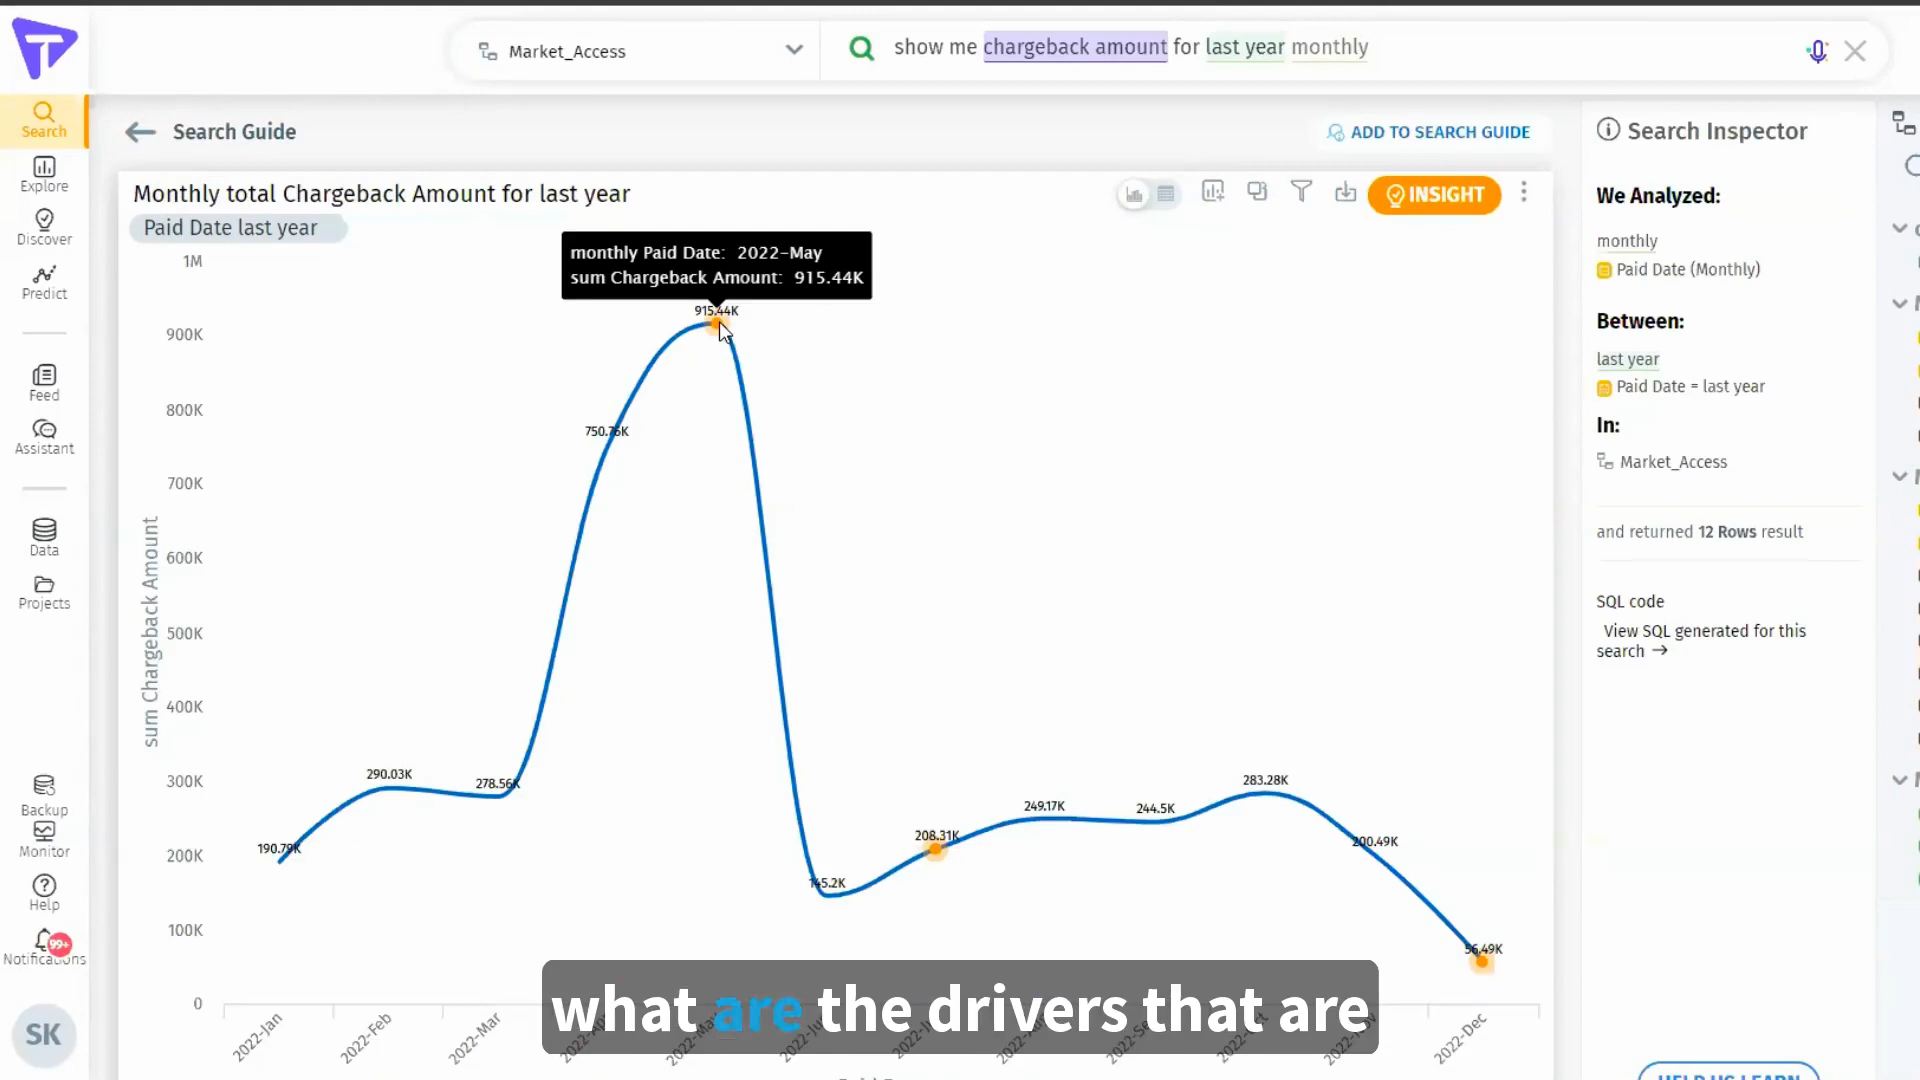 Market_Access
show me chargeback amount for last year monthly
Search
Explore
Discover
Predict
Feed
Assistant
Data
Projects
Backup
Monitor
Help
99+
Notifications
SK
Search Guide
ADD TO SEARCH GUIDE
Monthly total Chargeback Amount for last year
INSIGHT
Paid Date last year
monthly Paid Date: 2022-May
sum Chargeback Amount: 915.44K
sum Chargeback Amount
1M
900K
800K
700K
600K
500K
400K
300K
200K
100K
0
190.79K
290.03K
278.56K
750.76K
915.44K
145.2K
208.31K
249.17K
244.5K
283.28K
200.49K
56.49K
2022-Jan
2022-Feb
2022-Mar
2022-Dec
what are the drivers that are
Search Inspector
We Analyzed:
monthly
Paid Date (Monthly)
Between:
last year
Paid Date = last year
In:
Market_Access
and returned 12 Rows result
SQL code
View SQL generated for this
search →
HELP US LEARN